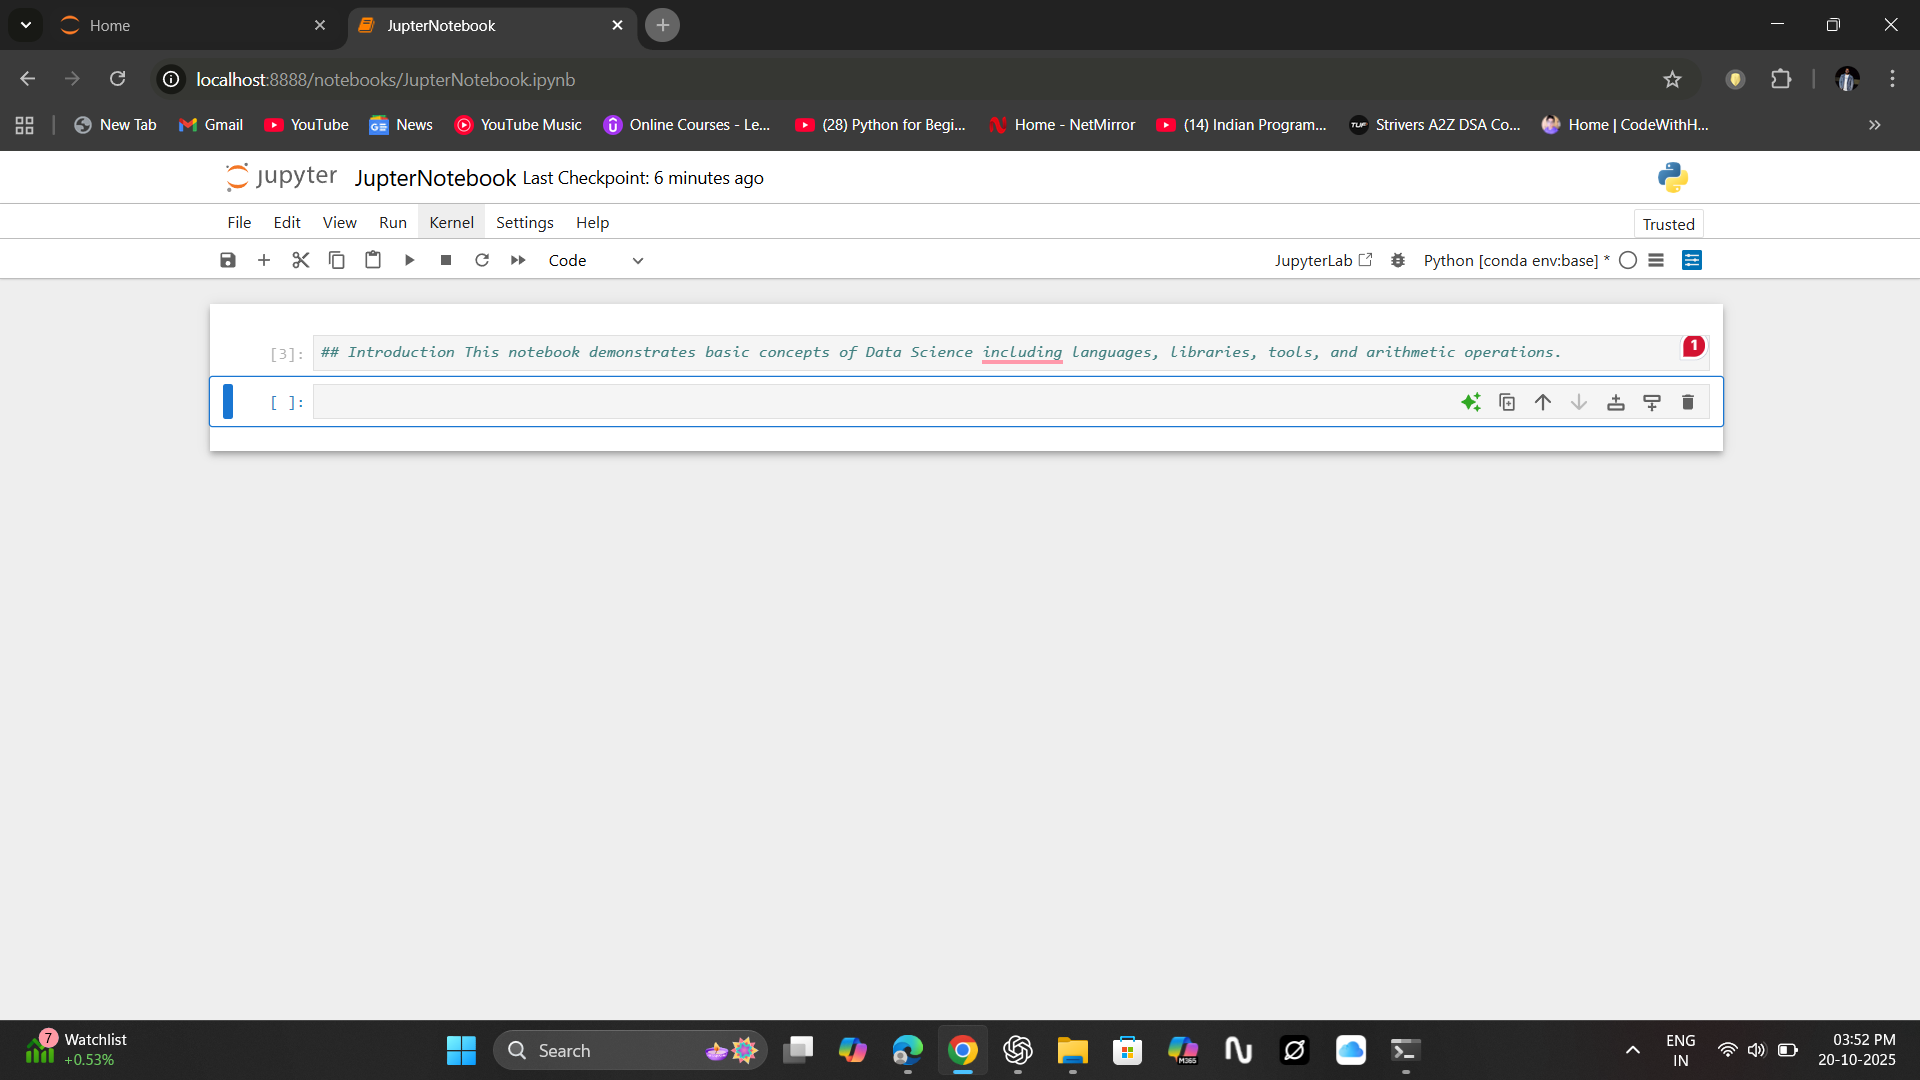 Home
JupterNotebook
localhost:8888/notebooks/JupterNotebook.ipynb
New Tab
Gmail
YouTube
News
YouTube Music
Online Courses - Le...
(28) Python for Begi...
Home - NetMirror
(14) Indian Program...
TUF
Strivers A2Z DSA Co...
Home | CodeWithH...
jupyter JupterNotebook Last Checkpoint: 6 minutes ago
File Edit View Run Kernel Settings Help
Trusted
Code
JupyterLab
Python [conda env:base] *
[3]: ## Introduction This notebook demonstrates basic concepts of Data Science including languages, libraries, tools, and arithmetic operations.
1
[ ]:
7
Watchlist
+0.53%
Search
M365
ENG
IN
03:52 PM
20-10-2025